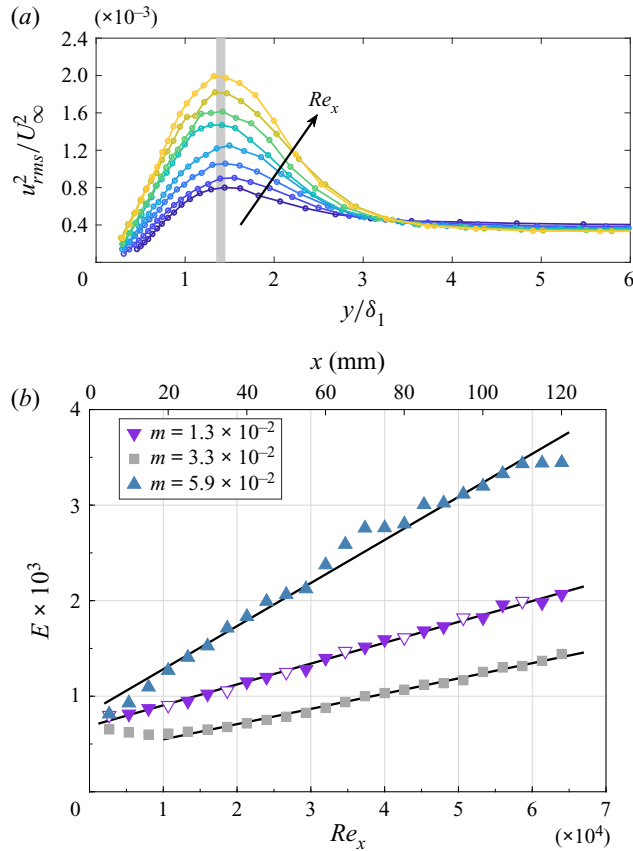 (a)
(×10⁻³)
2.4
2.0
1.6
1.2
0.8
0.4
u²rms/U²∞
Reₓ
0 1 2 3 4 5 6
y/δ₁
x (mm)
(b)
0 20 40 60 80 100 120
4
3
2
1
0
E × 10³
m = 1.3 × 10⁻²
m = 3.3 × 10⁻²
m = 5.9 × 10⁻²
0 1 2 3 4 5 6 7
Reₓ
(×10⁴)